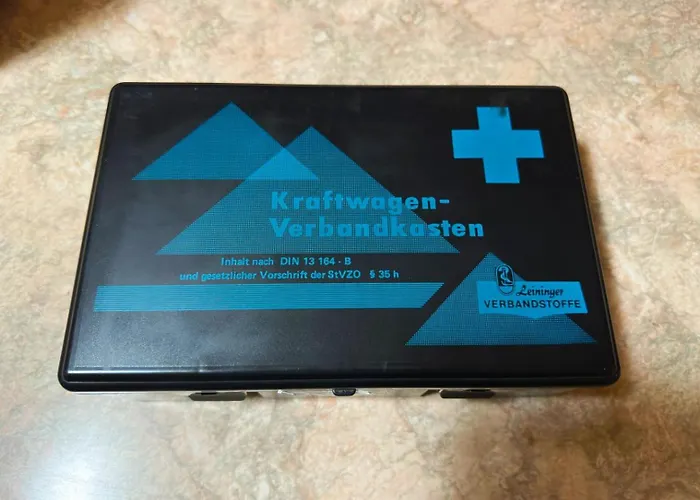 Kraftwagen-
Verbandkasten
Inhalt nach DIN 13 164 - B
und gesetzlicher Vorschrift der StVZO § 35 h
Leininger
VERBANDSTOFFE